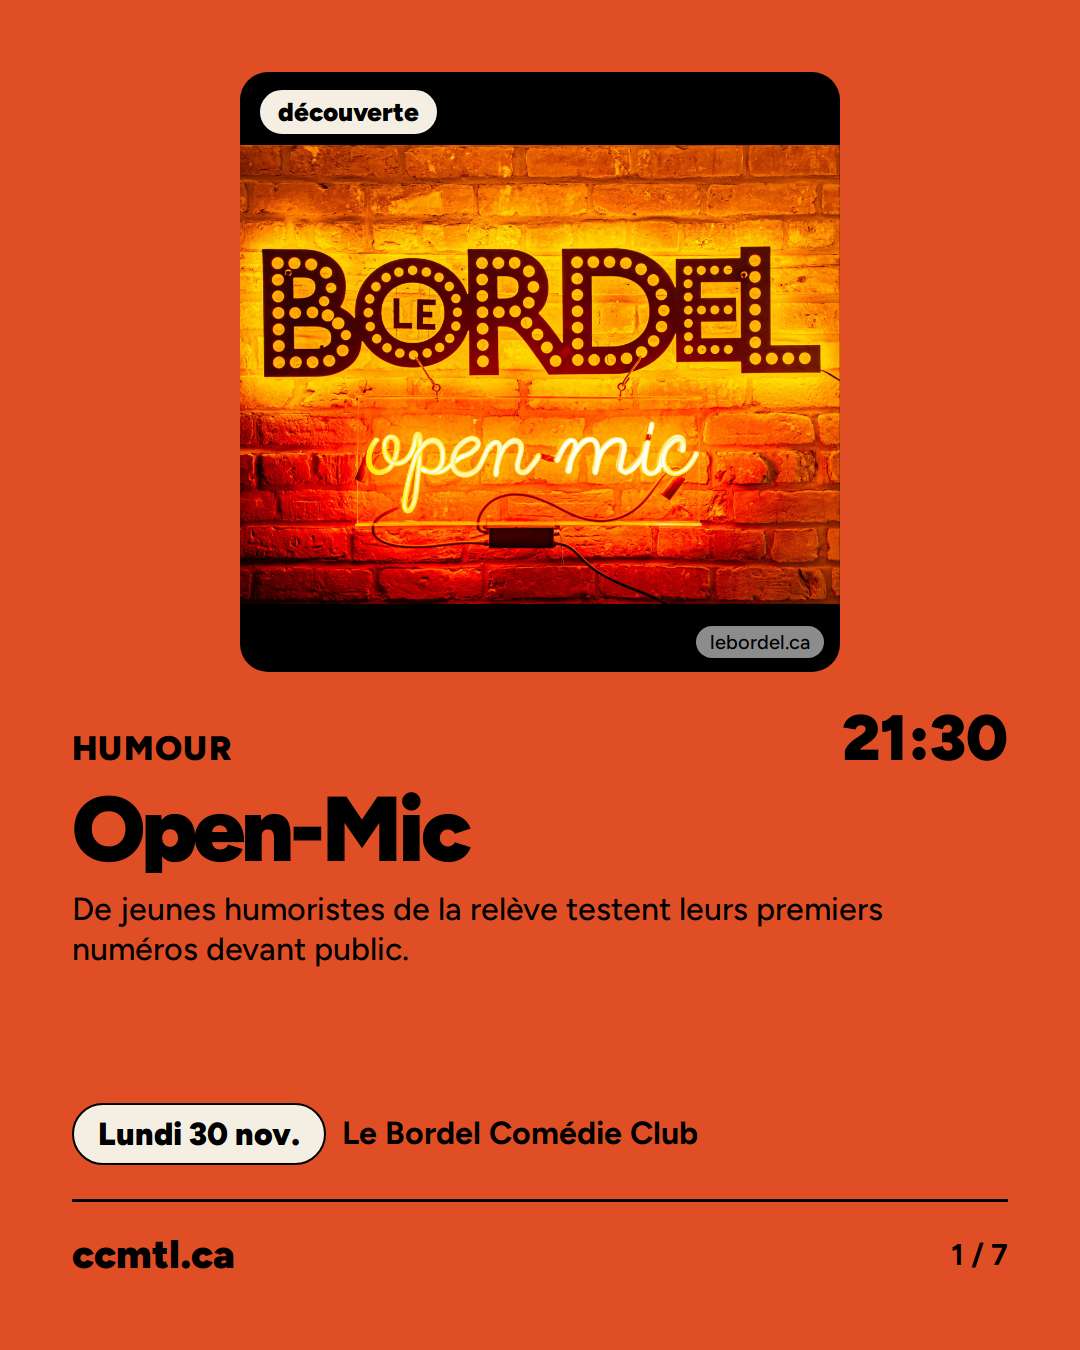 découverte
BORDEL
LE
open mic
lebordel.ca
HUMOUR
21:30
Open-Mic
De jeunes humoristes de la relève testent leurs premiers
numéros devant public.
Lundi 30 nov.
Le Bordel Comédie Club
ccmtl.ca
1 / 7